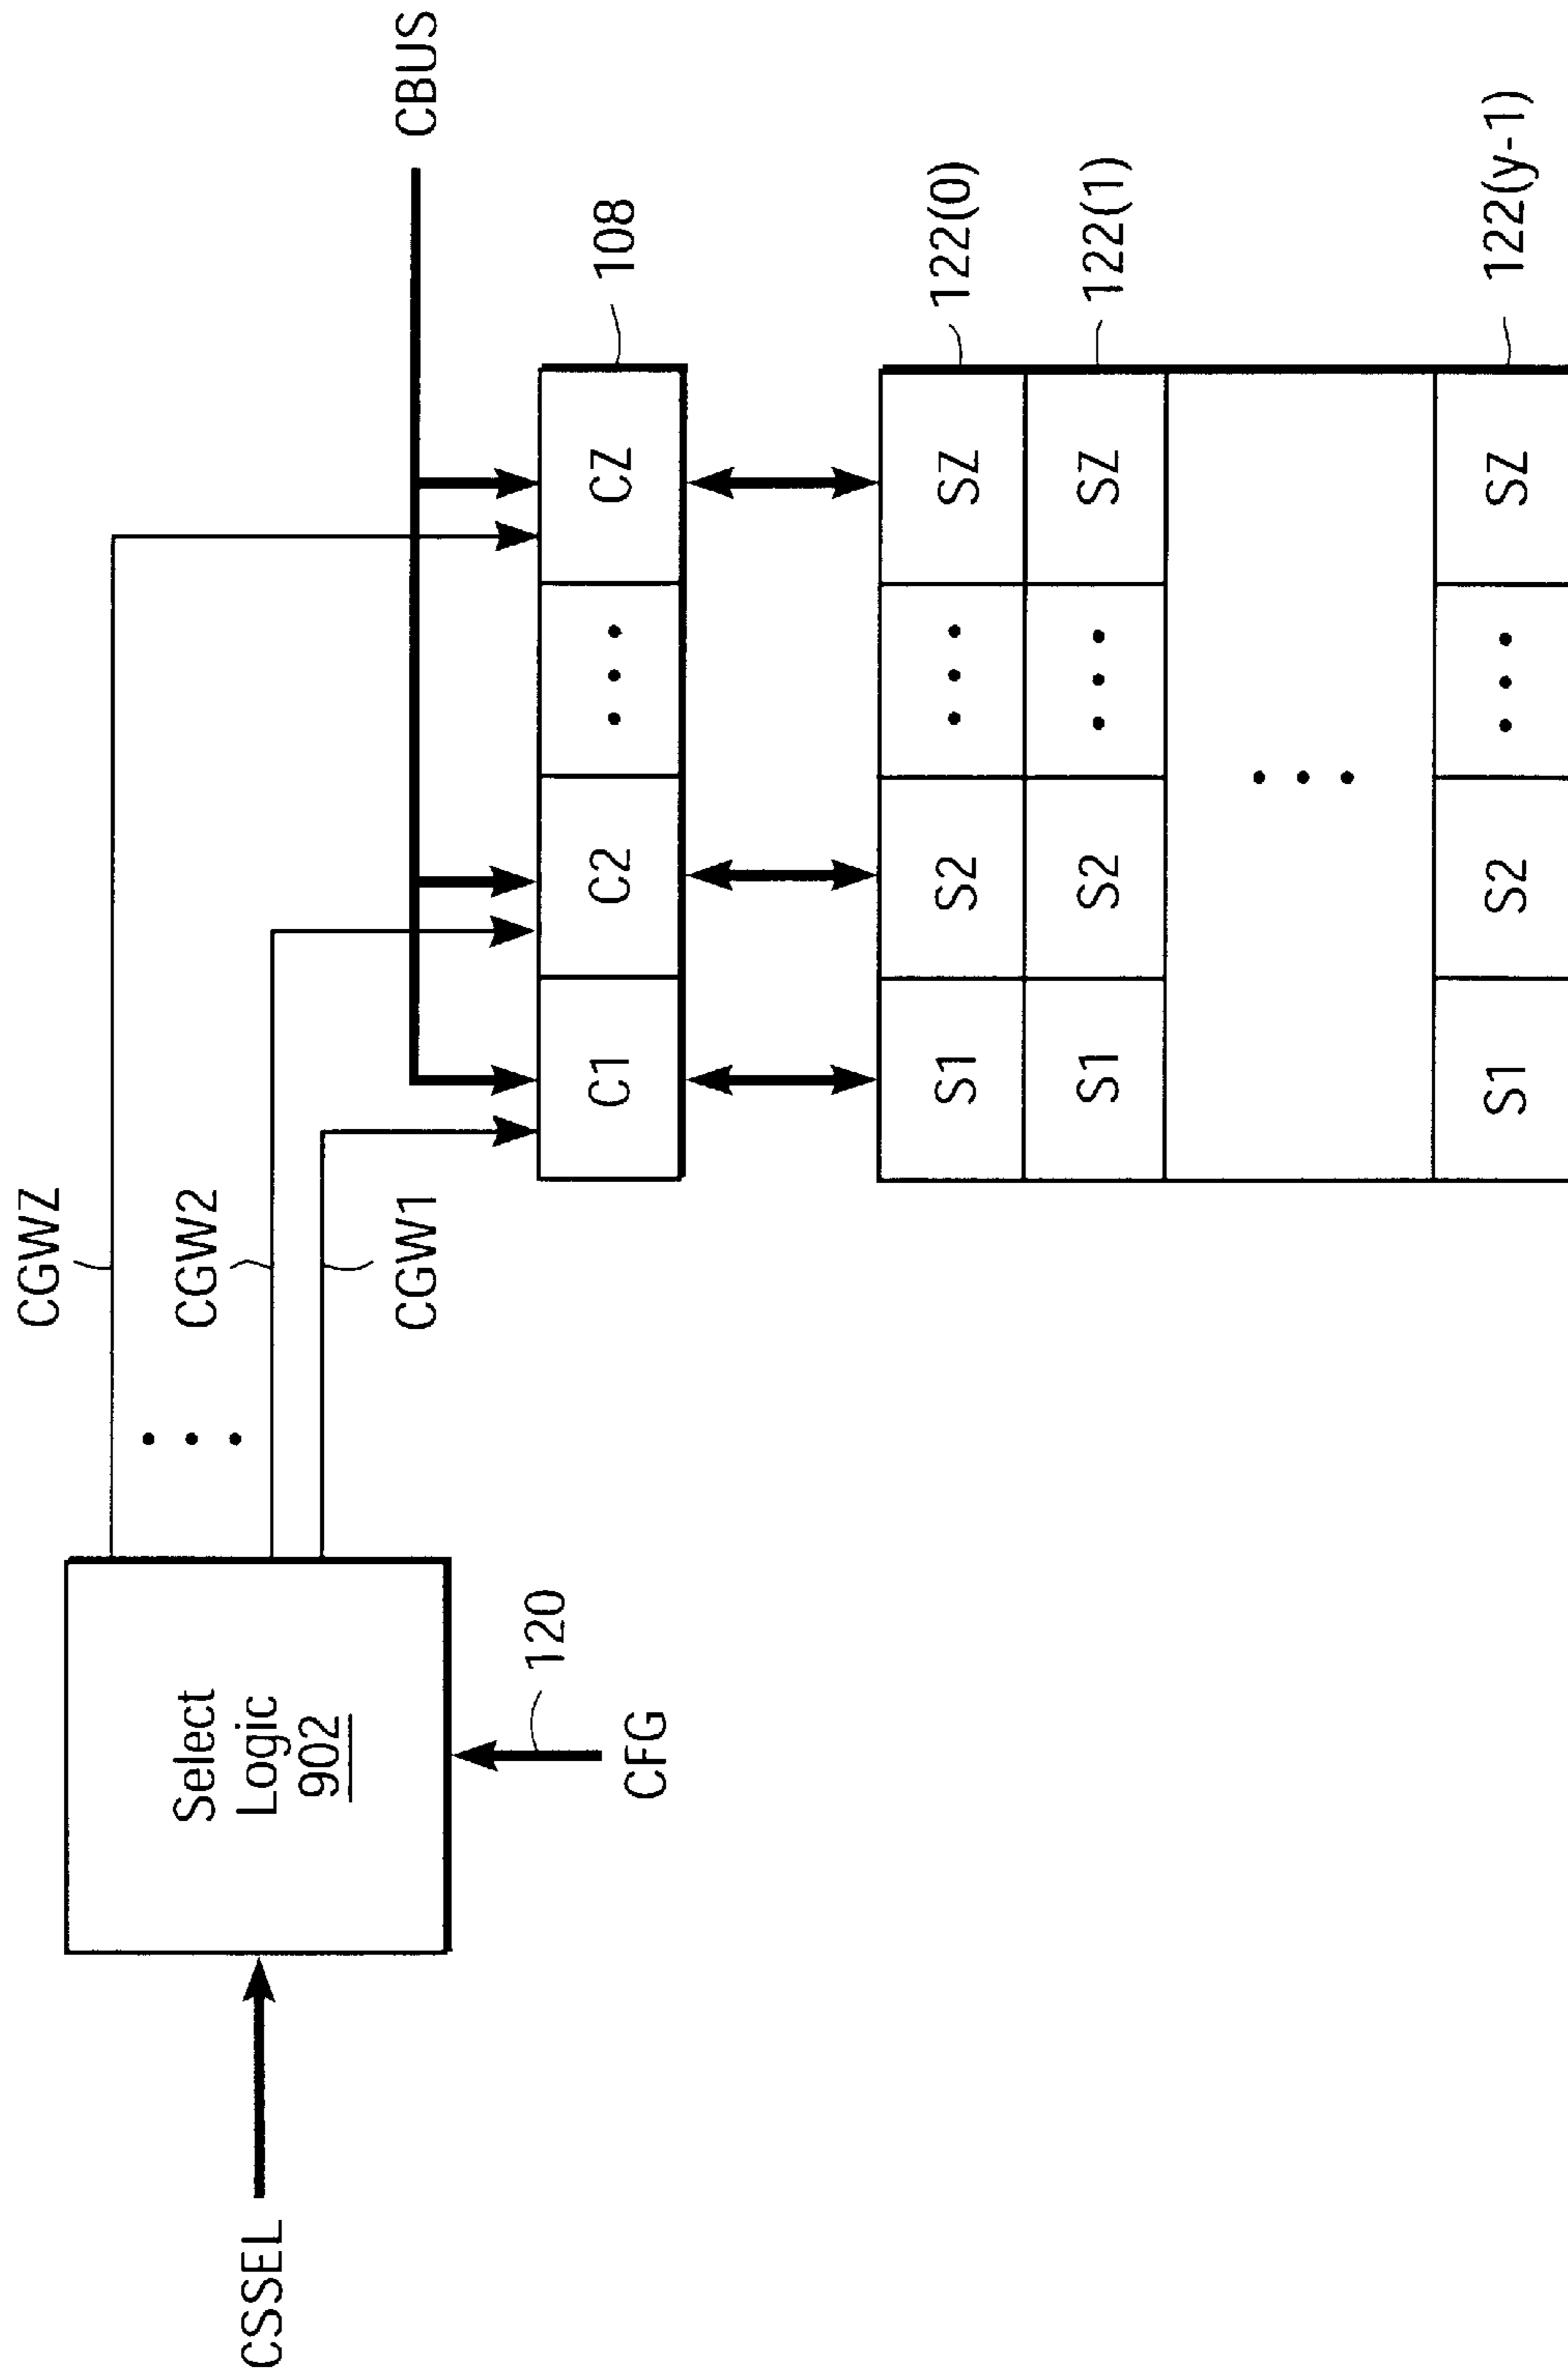 CGWZ
CGW2
Select
Logic
902
CSSEL
CGW1
CBUS
120
CFG
C1 C2 • • • CZ 108
S1 S2 • • • SZ 122(0)
S1 S2 • • • SZ 122(1)
S1 S2 • • • SZ 122(y-1)